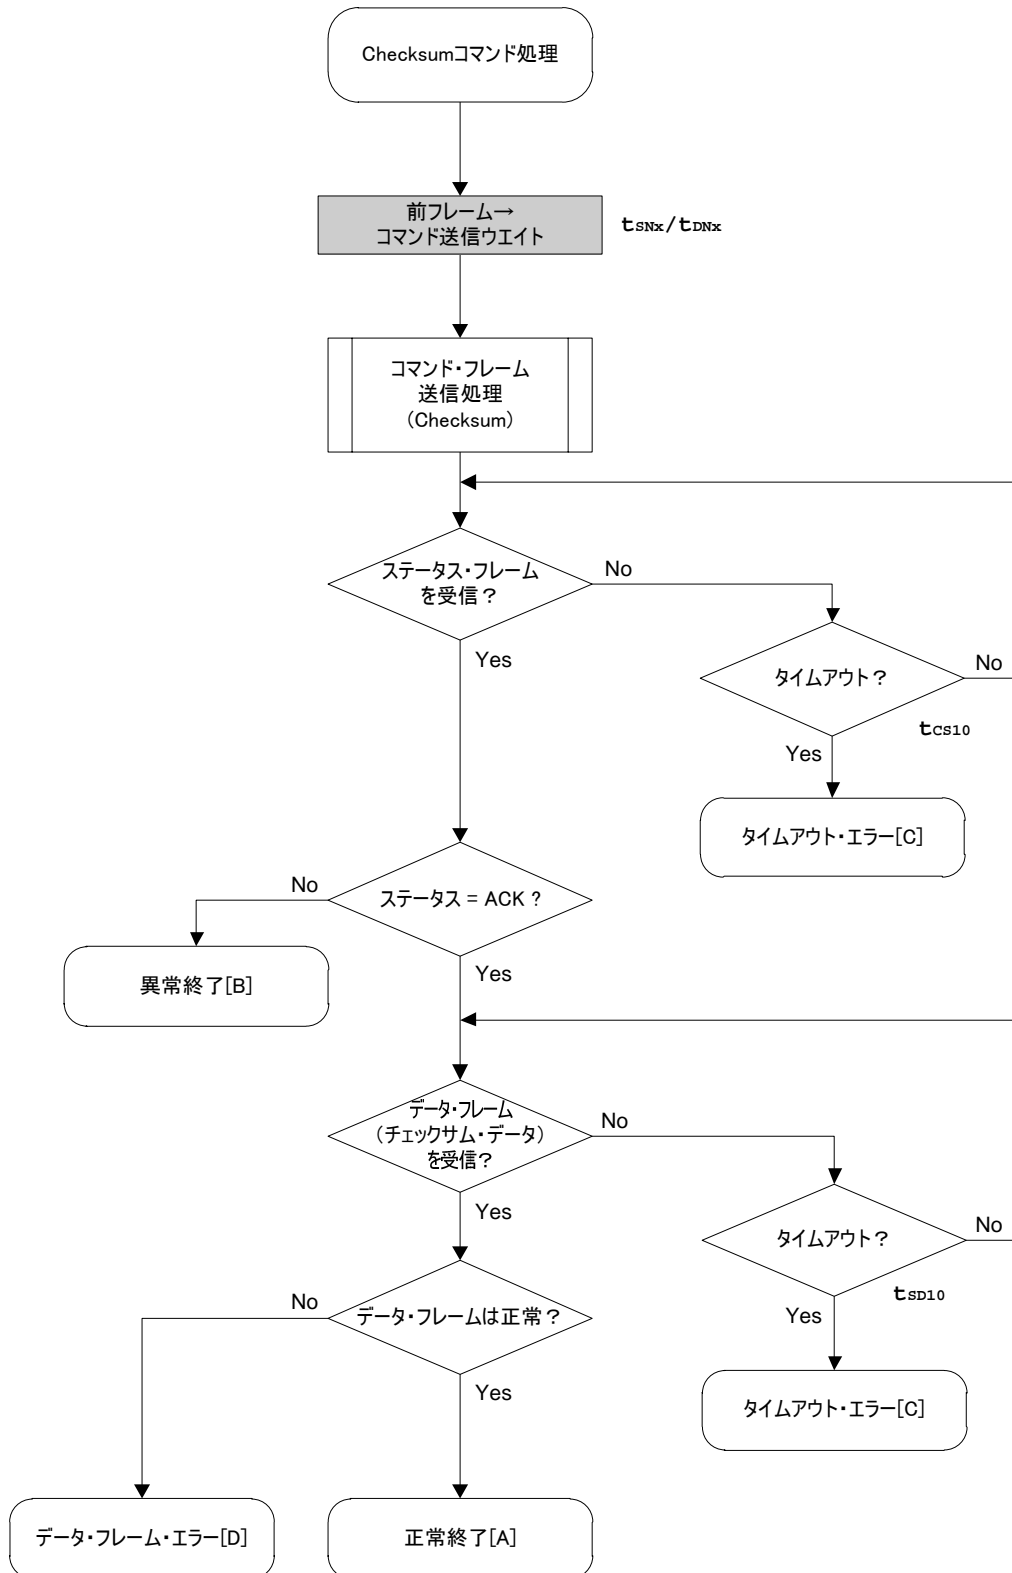 Checksumコマンド処理
前フレーム→
コマンド送信ウエイト
tSNx/tDNx
コマンド・フレーム
送信処理
（Checksum）
ステータス・フレーム
を受信？
No
Yes
タイムアウト？
No
tCS10
Yes
タイムアウト・エラー[C]
ステータス = ACK ?
No
異常終了[B]
Yes
データ・フレーム
（チェックサム・データ）
を受信？
No
Yes
タイムアウト？
No
tSD10
Yes
タイムアウト・エラー[C]
データ・フレームは正常？
No
Yes
データ・フレーム・エラー[D]
正常終了[A]